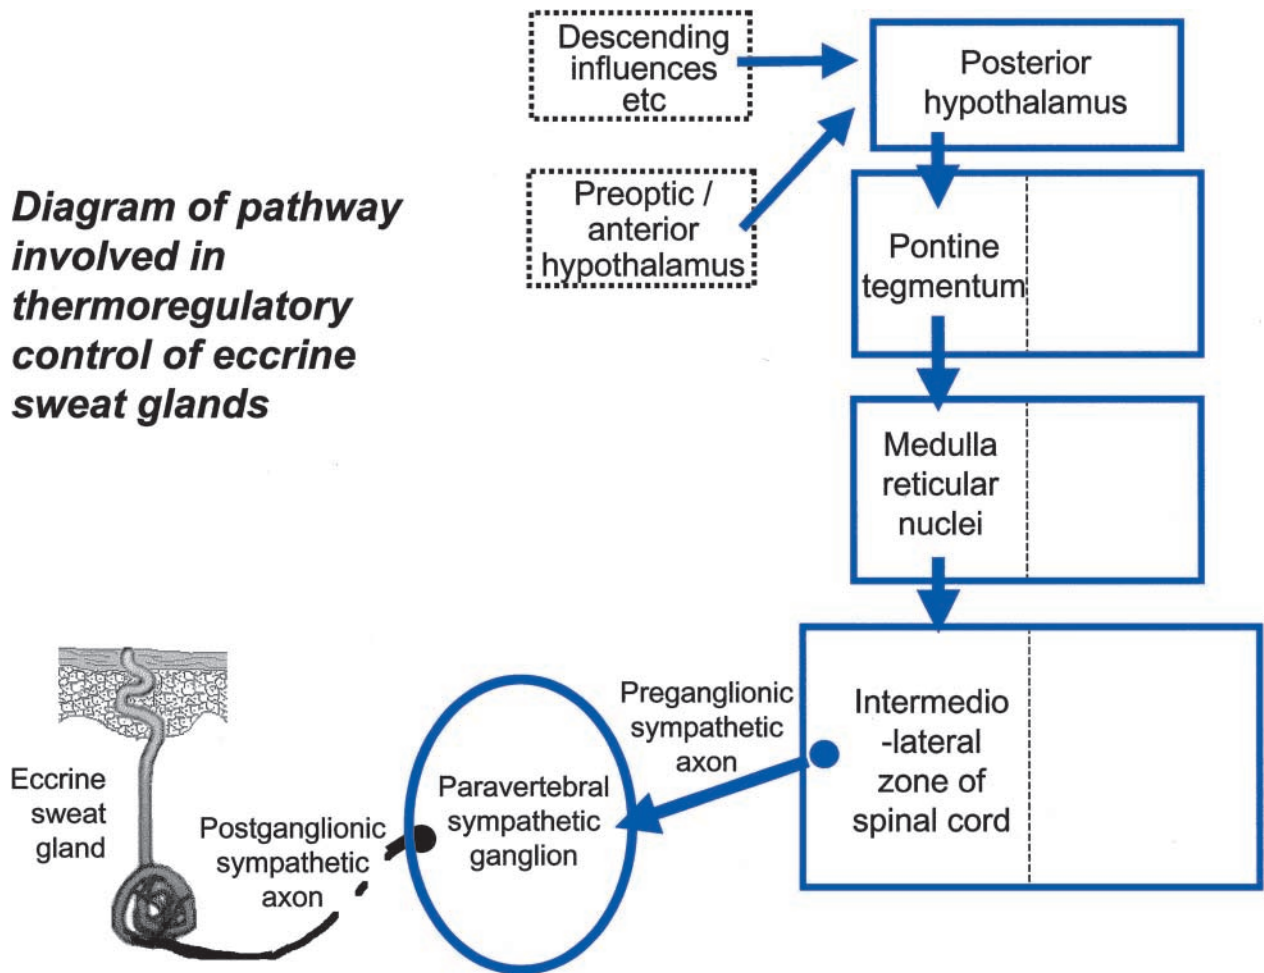 Descending
influences
etc
Posterior
hypothalamus
Diagram of pathway
involved in
thermoregulatory
control of eccrine
sweat glands
Preoptic /
anterior
hypothalamus
Pontine
tegmentum
Medulla
reticular
nuclei
Intermedio
-lateral
zone of
spinal cord
Preganglionic
sympathetic
axon
Paravertebral
sympathetic
ganglion
Postganglionic
sympathetic
axon
Eccrine
sweat
gland